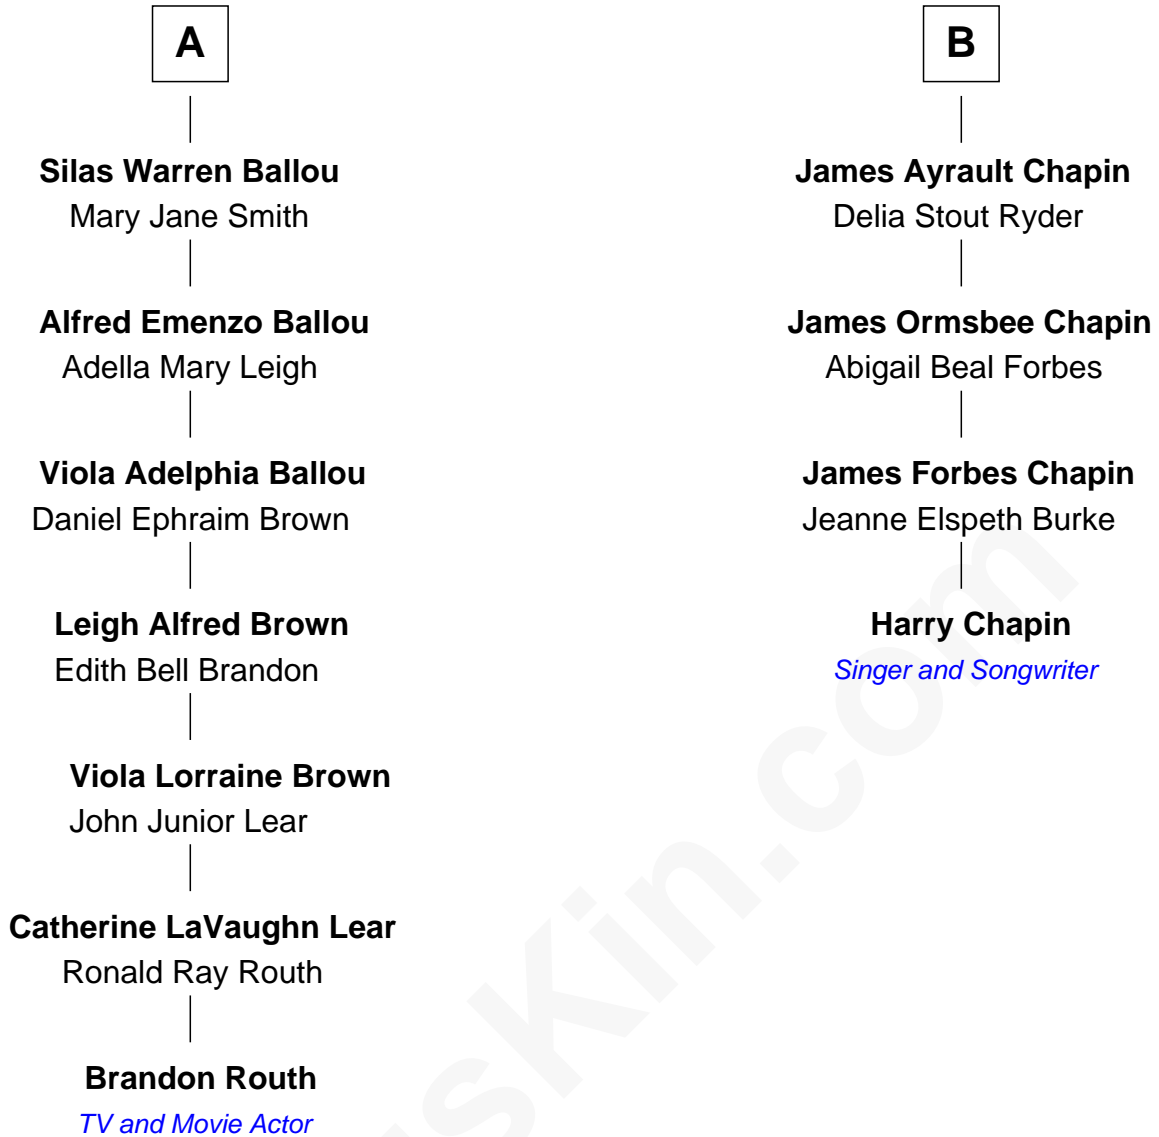 A
Silas Warren Ballou
Mary Jane Smith
Alfred Emenzo Ballou
Adella Mary Leigh
Viola Adelphia Ballou
Daniel Ephraim Brown
Leigh Alfred Brown
Edith Bell Brandon
Viola Lorraine Brown
John Junior Lear
Catherine LaVaughn Lear
Ronald Ray Routh
Brandon Routh
TV and Movie Actor
B
James Ayrault Chapin
Delia Stout Ryder
James Ormsbee Chapin
Abigail Beal Forbes
James Forbes Chapin
Jeanne Elspeth Burke
Harry Chapin
Singer and Songwriter
sKin.com